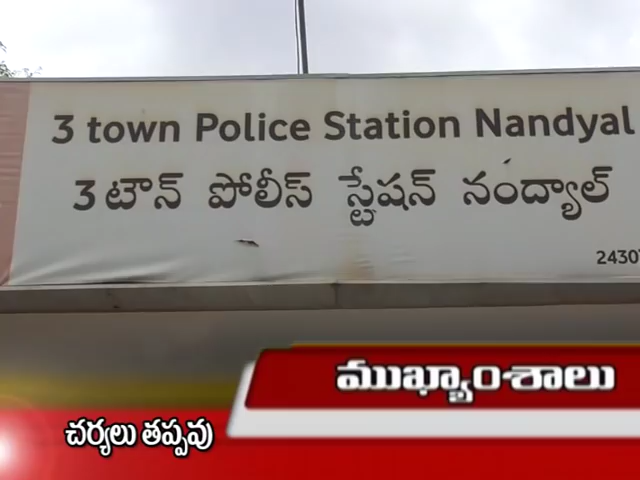 3 town Police Station Nandyal
3 టౌన్ పోలీస్ స్టేషన్ నంద్యాల్
2430
ముఖ్యాంశాలు
చర్యలు తప్పవు